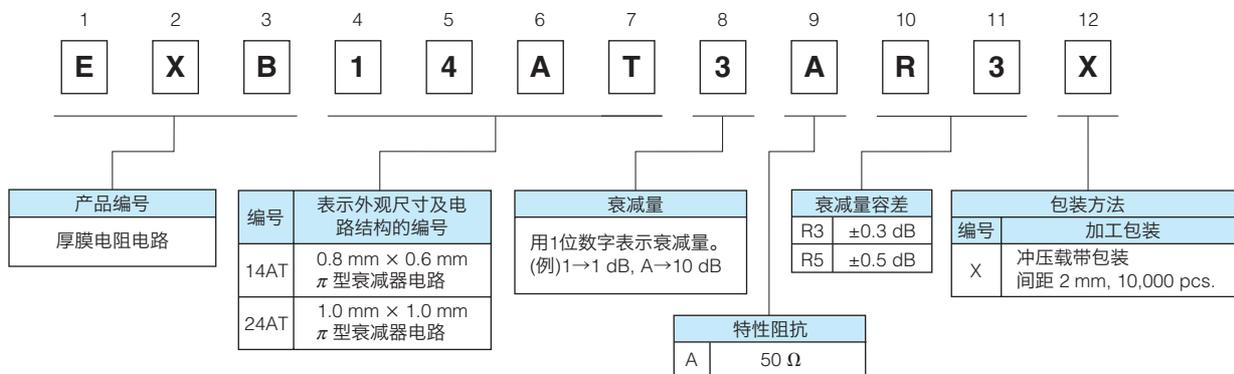 1 2 3 4 5 6 7 8 9 10 11 12
E X B 1 4 A T 3 A R 3 X
产品编号
厚膜电阻电路
编号 表示外观尺寸及电
路结构的编号
14AT 0.8 mm × 0.6 mm
π 型衰减器电路
24AT 1.0 mm × 1.0 mm
π 型衰减器电路
衰减量
用1位数字表示衰减量。
(例)1→1 dB, A→10 dB
特性阻抗
A 50 Ω
衰减量容差
R3 ±0.3 dB
R5 ±0.5 dB
包装方法
编号 加工包装
X 冲压载带包装
间距 2 mm, 10,000 pcs.